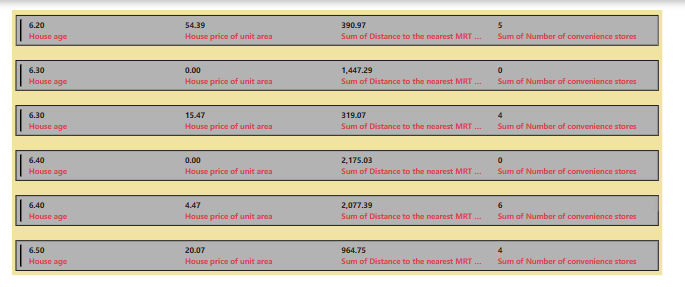 6.20 54.39 390.97 5
House age House price of unit area Sum of Distance to the nearest MRT ... Sum of Number of convenience stores
6.30 0.00 1,447.29 0
House age House price of unit area Sum of Distance to the nearest MRT ... Sum of Number of convenience stores
6.30 15.47 319.07 4
House age House price of unit area Sum of Distance to the nearest MRT ... Sum of Number of convenience stores
6.40 0.00 2,175.03 0
House age House price of unit area Sum of Distance to the nearest MRT ... Sum of Number of convenience stores
6.40 4.47 2,077.39 6
House age House price of unit area Sum of Distance to the nearest MRT ... Sum of Number of convenience stores
6.50 20.07 964.75 4
House age House price of unit area Sum of Distance to the nearest MRT ... Sum of Number of convenience stores